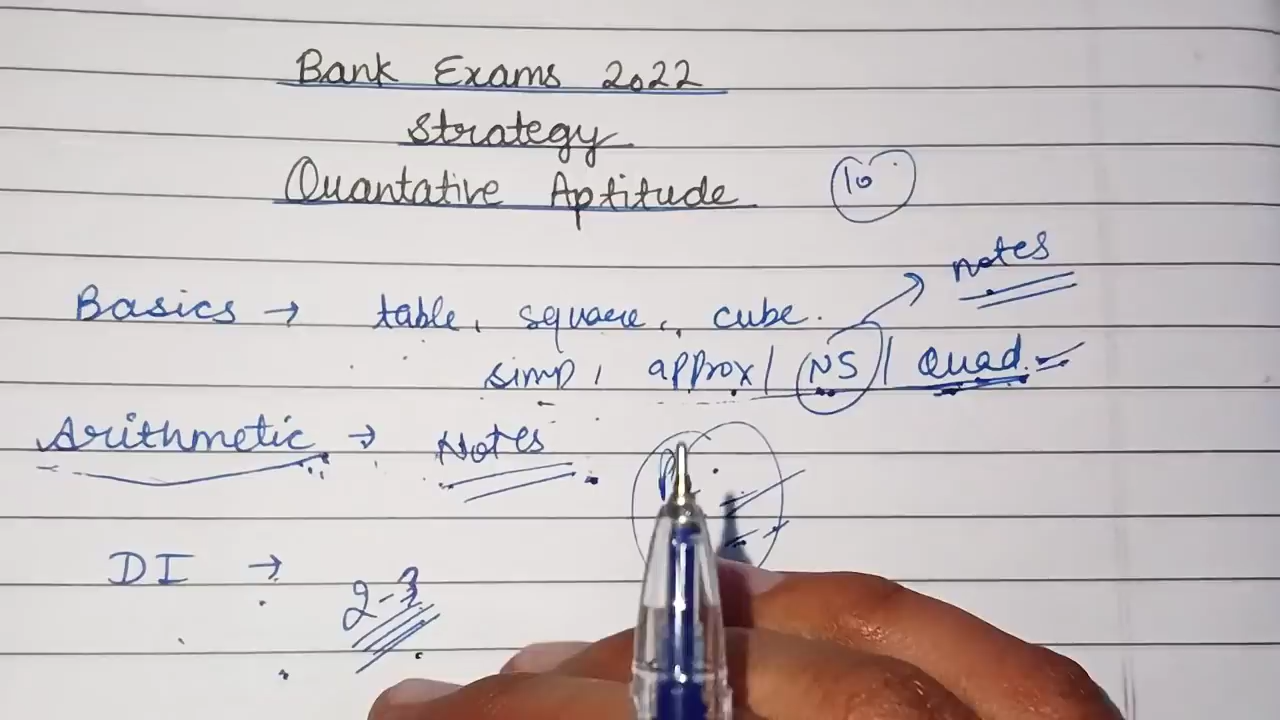 Bank Exams 2022
Strategy
Quantative Aptitude 10
notes
Basics → table, square, cube.
simp, approx / NS / Quad.
Arithmetic → Notes
DI → 2-3